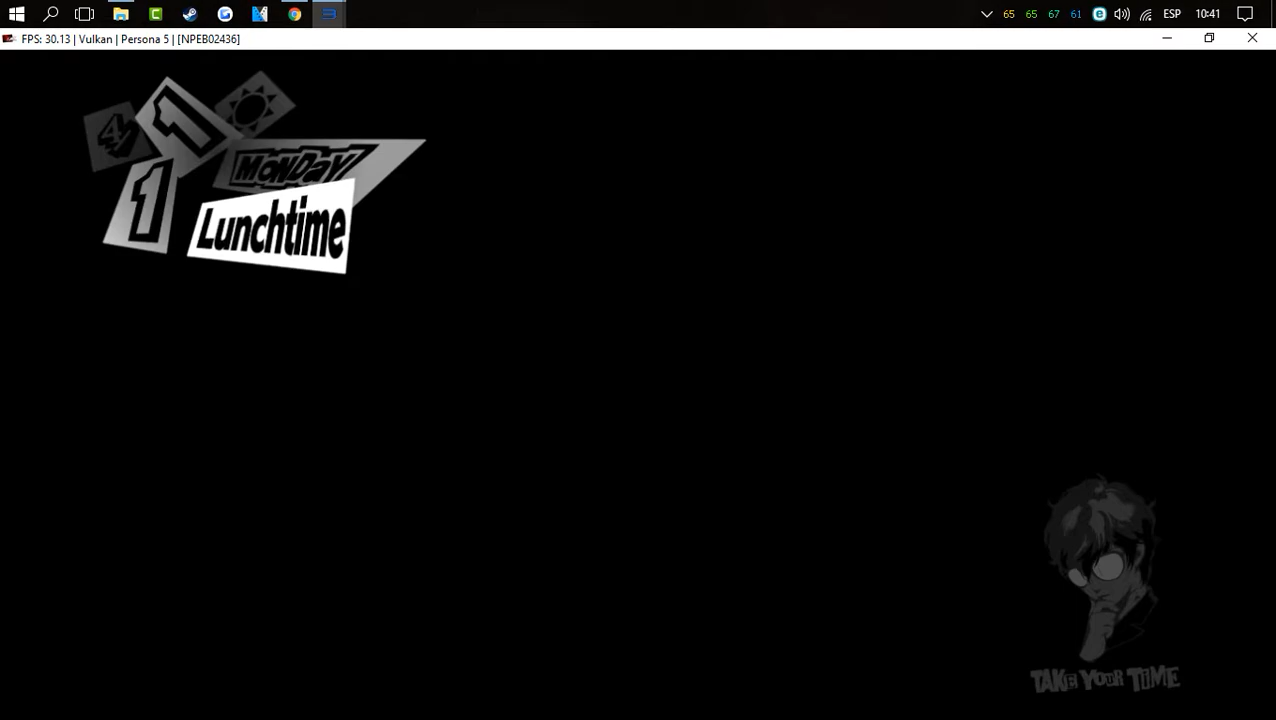 65 65 67 61 ESP 10:41
FPS: 30.13 | Vulkan | Persona 5 | [NPEB02436]
4/ 11
MONDAY
Lunchtime
TAKE YOUR TIME